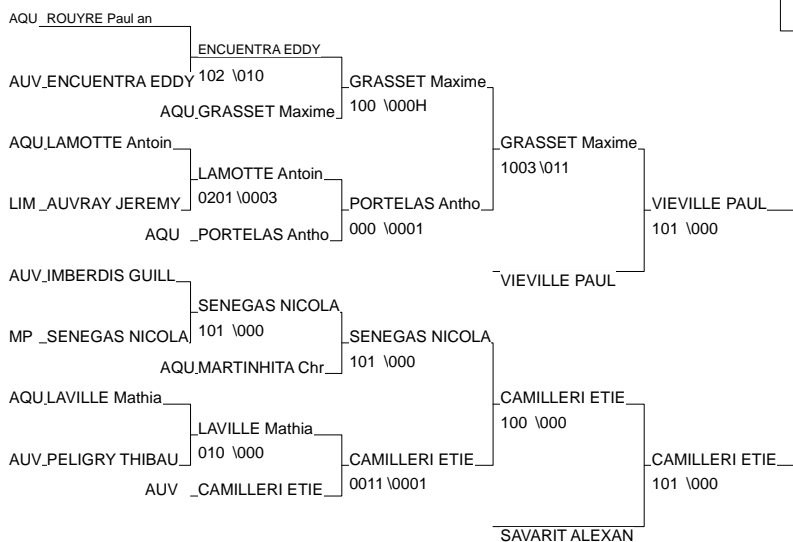 AQU ROUYRE Paul an
ENCUENTRA EDDY
AUV ENCUENTRA EDDY 102 \010
GRASSET Maxime
AQU GRASSET Maxime 100 \000H
AQU LAMOTTE Antoin
GRASSET Maxime
LAMOTTE Antoin
1003 \011
LIM AUVRAY JEREMY 0201 \0003
PORTELAS Antho
VIEVILLE PAUL
AQU PORTELAS Antho 000 \0001
101 \000
AUV IMBERDIS GUILL
VIEVILLE PAUL
SENEGAS NICOLA
MP SENEGAS NICOLA 101 \000
SENEGAS NICOLA
AQU MARTINHITA Chr 101 \000
AQU LAVILLE Mathia
CAMILLERI ETIE
LAVILLE Mathia
100 \000
AUV PELIGRY THIBAU 010 \000
CAMILLERI ETIE
CAMILLERI ETIE
AUV CAMILLERI ETIE 0011 \0001
101 \000
SAVARIT ALEXAN